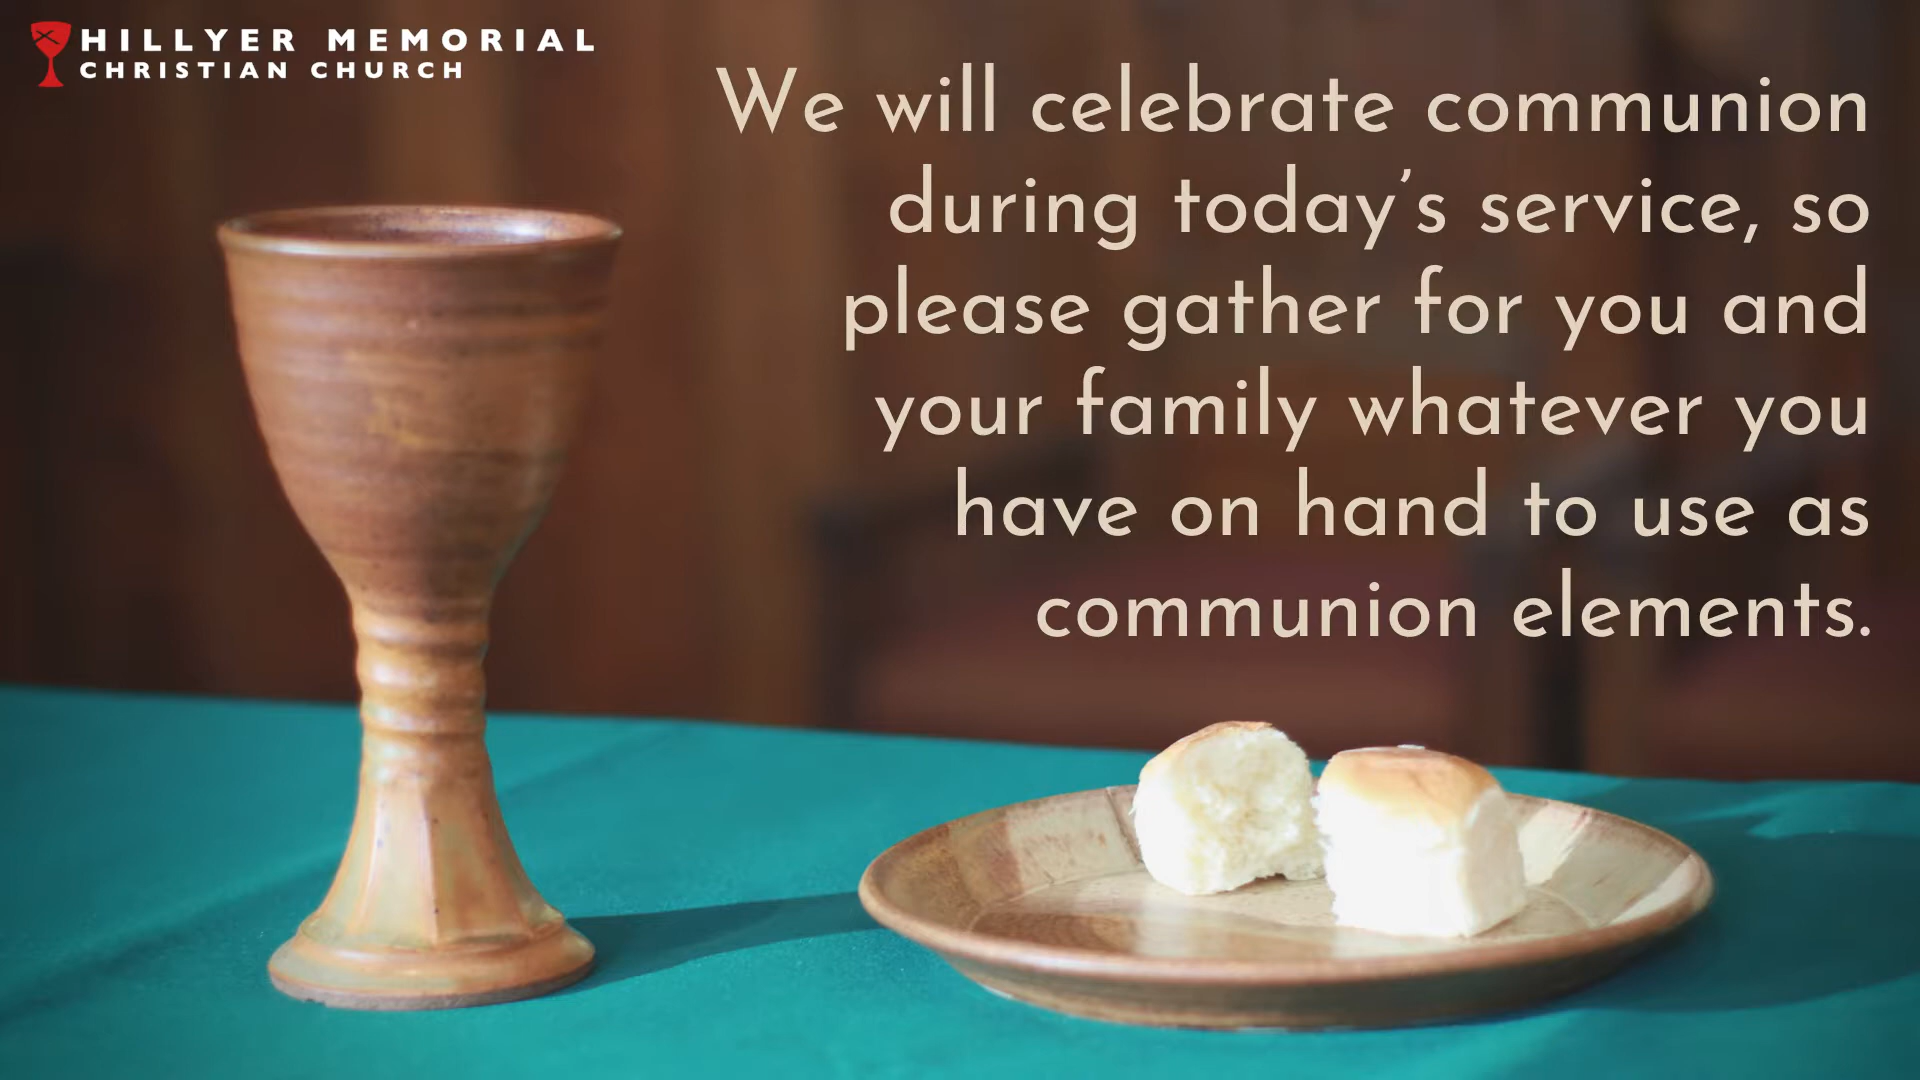 HILLYER MEMORIAL
CHRISTIAN CHURCH
We will celebrate communion
during today’s service, so
please gather for you and
your family whatever you
have on hand to use as
communion elements.